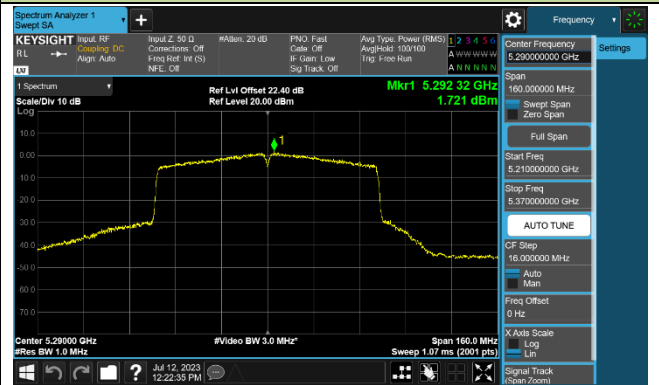 Spectrum Analyzer 1
Swept SA
+
Frequency
KEYSIGHT
RL
LXI
Input: RF
Coupling: DC
Align: Auto
Input Z: 50 Ω
Corrections: Off
Freq Ref: Int (S)
NFE: Off
#Atten: 20 dB
PNO: Fast
Gate: Off
IF Gain: Low
Sig Track: Off
Avg Type: Power (RMS)
Avg|Hold: 100/100
Trig: Free Run
1 2 3 4 5 6
A W W W W W
A N N N N N
1 Spectrum
Scale/Div 10 dB
Log
Ref Lvl Offset 22.40 dB
Ref Level 20.00 dBm
Mkr1 5.292 32 GHz
1.721 dBm
1
10.0
0.00
-10.0
-20.0
-30.0
-40.0
-50.0
-60.0
-70.0
Center 5.29000 GHz
#Res BW 1.0 MHz
#Video BW 3.0 MHz*
Span 160.0 MHz
Sweep 1.07 ms (2001 pts)
Center Frequency
5.290000000 GHz
Settings
Span
160.000000 MHz
Swept Span
Zero Span
Full Span
Start Freq
5.210000000 GHz
Stop Freq
5.370000000 GHz
AUTO TUNE
CF Step
16.000000 MHz
Auto
Man
Freq Offset
0 Hz
X Axis Scale
Log
Lin
Signal Track
(Span Zoom)
?
Jul 12, 2023
12:22:35 PM